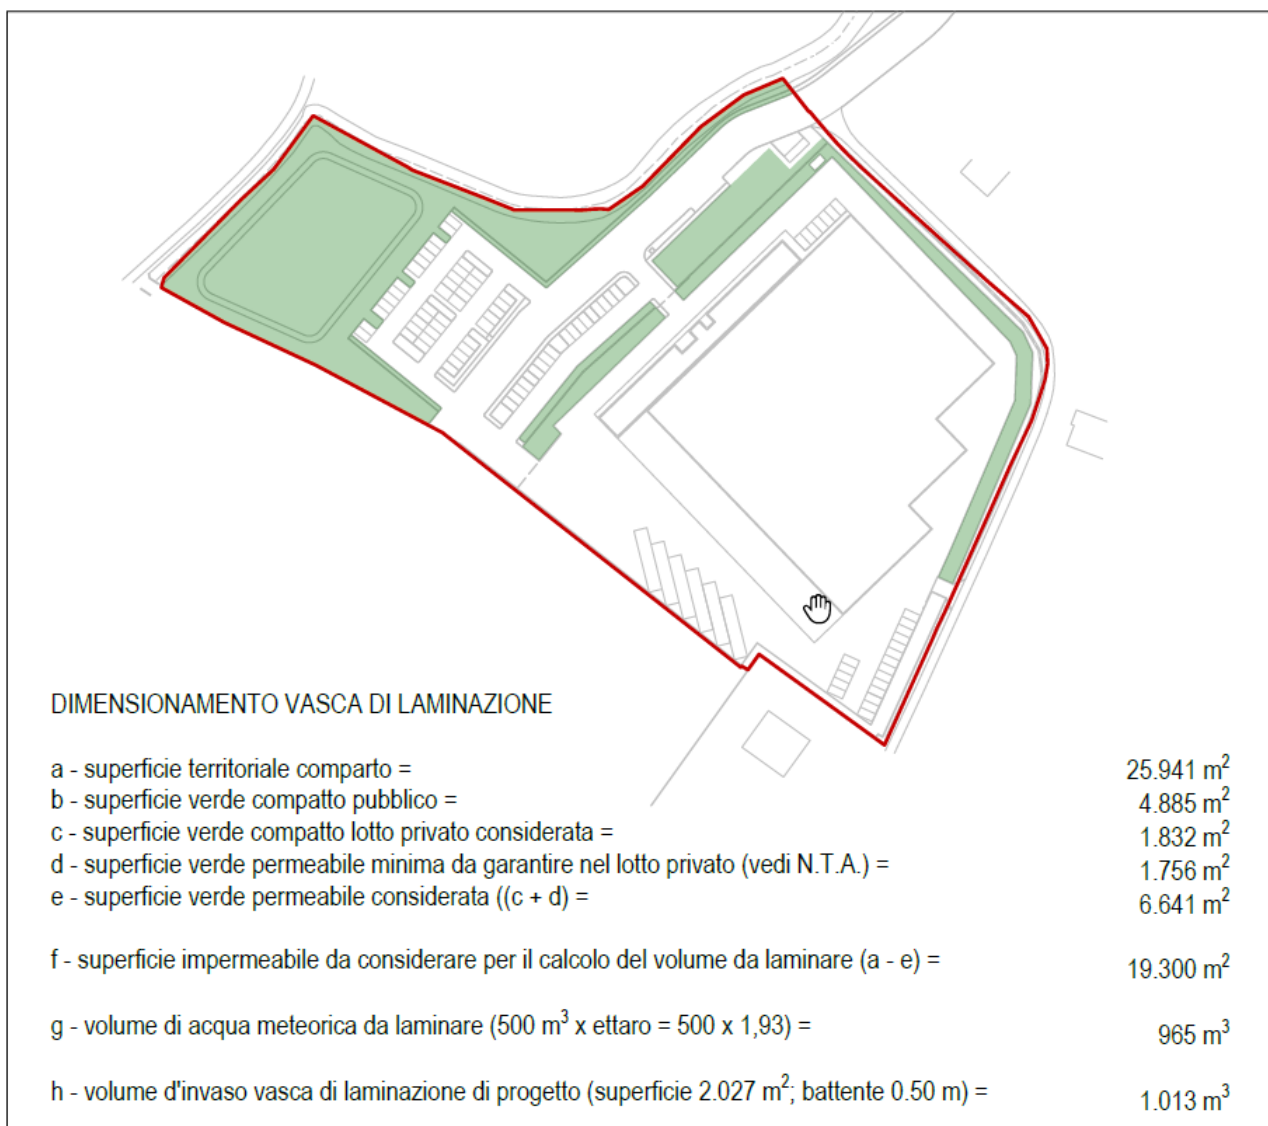 DIMENSIONAMENTO VASCA DI LAMINAZIONE
a - superficie territoriale comparto = 25.941 m²
b - superficie verde compatto pubblico = 4.885 m²
c - superficie verde compatto lotto privato considerata = 1.832 m²
d - superficie verde permeabile minima da garantire nel lotto privato (vedi N.T.A.) = 1.756 m²
e - superficie verde permeabile considerata ((c + d) = 6.641 m²
f - superficie impermeabile da considerare per il calcolo del volume da laminare (a - e) = 19.300 m²
g - volume di acqua meteorica da laminare (500 m³ x ettaro = 500 x 1,93) = 965 m³
h - volume d'invaso vasca di laminazione di progetto (superficie 2.027 m²; battente 0.50 m) = 1.013 m³